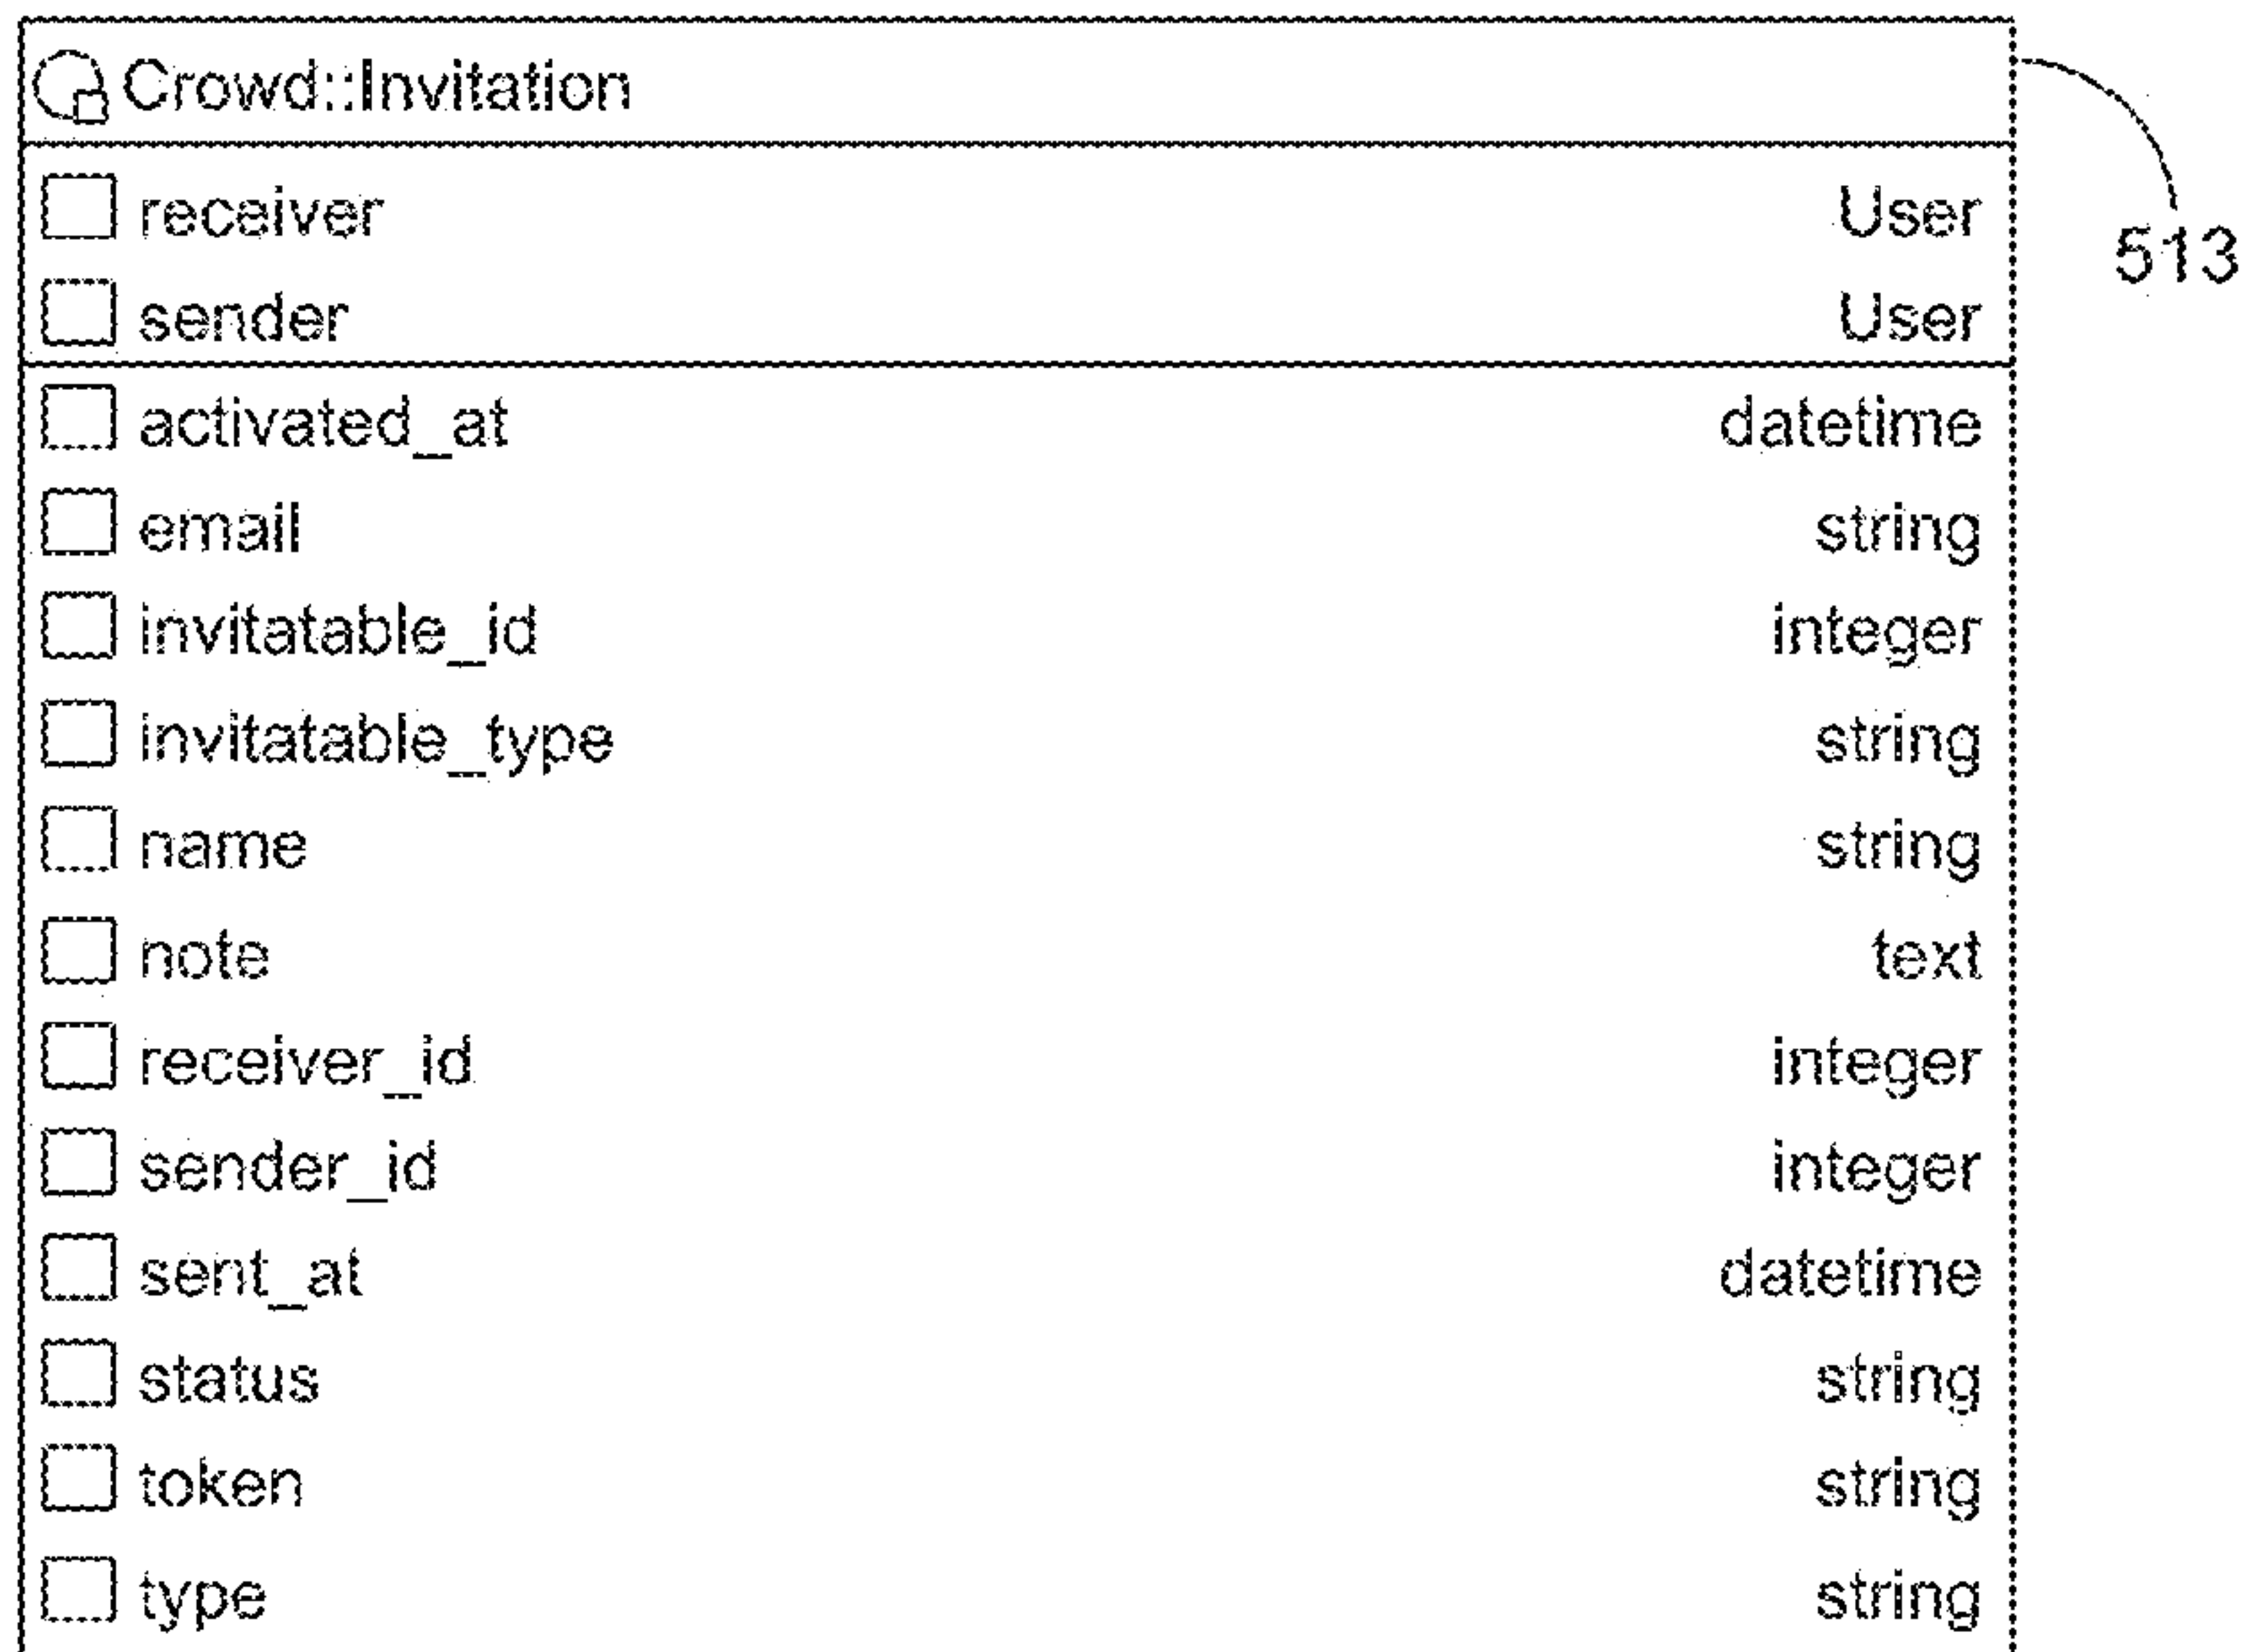 Crowd::Invitation
receiver User
sender User
513
activated_at datetime
email string
invitatable_id integer
invitatable_type string
name string
note text
receiver_id integer
sender_id integer
sent_at datetime
status string
token string
type string